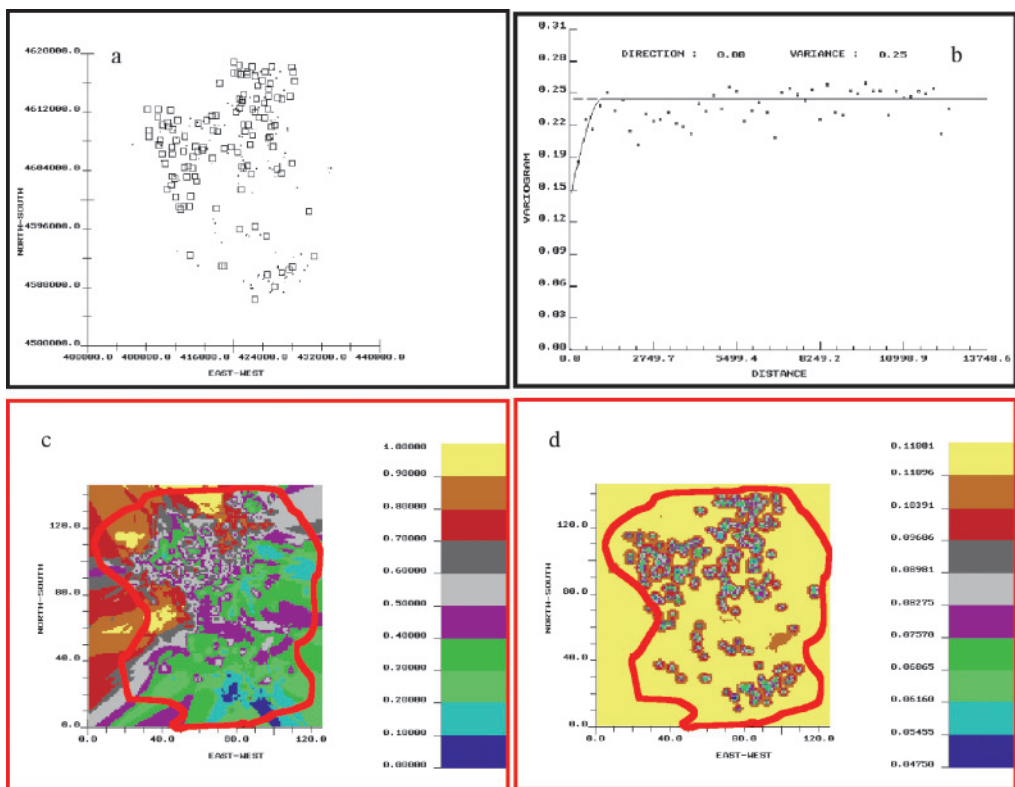 a
4620000.0
4612000.0
4604000.0
4596000.0
4588000.0
4580000.0
NORTH-SOUTH
400000.0 408000.0 416000.0 424000.0 432000.0 440000.0
EAST-WEST
b
DIRECTION : 0.00 VARIANCE : 0.25
0.31
0.28
0.25
0.22
0.19
0.15
0.12
0.09
0.06
0.03
0.00
VARIOGRAM
0.0 2749.7 5499.4 8249.2 10998.9 13748.6
DISTANCE
c
120.0
80.0
40.0
0.0
NORTH-SOUTH
0.0 40.0 80.0 120.0
EAST-WEST
1.00000
0.90000
0.80000
0.70000
0.60000
0.50000
0.40000
0.30000
0.20000
0.10000
0.00000
d
120.0
80.0
40.0
0.0
NORTH-SOUTH
0.0 40.0 80.0 120.0
EAST-WEST
0.11801
0.11096
0.10391
0.09686
0.08981
0.08275
0.07570
0.06865
0.06160
0.05455
0.04750